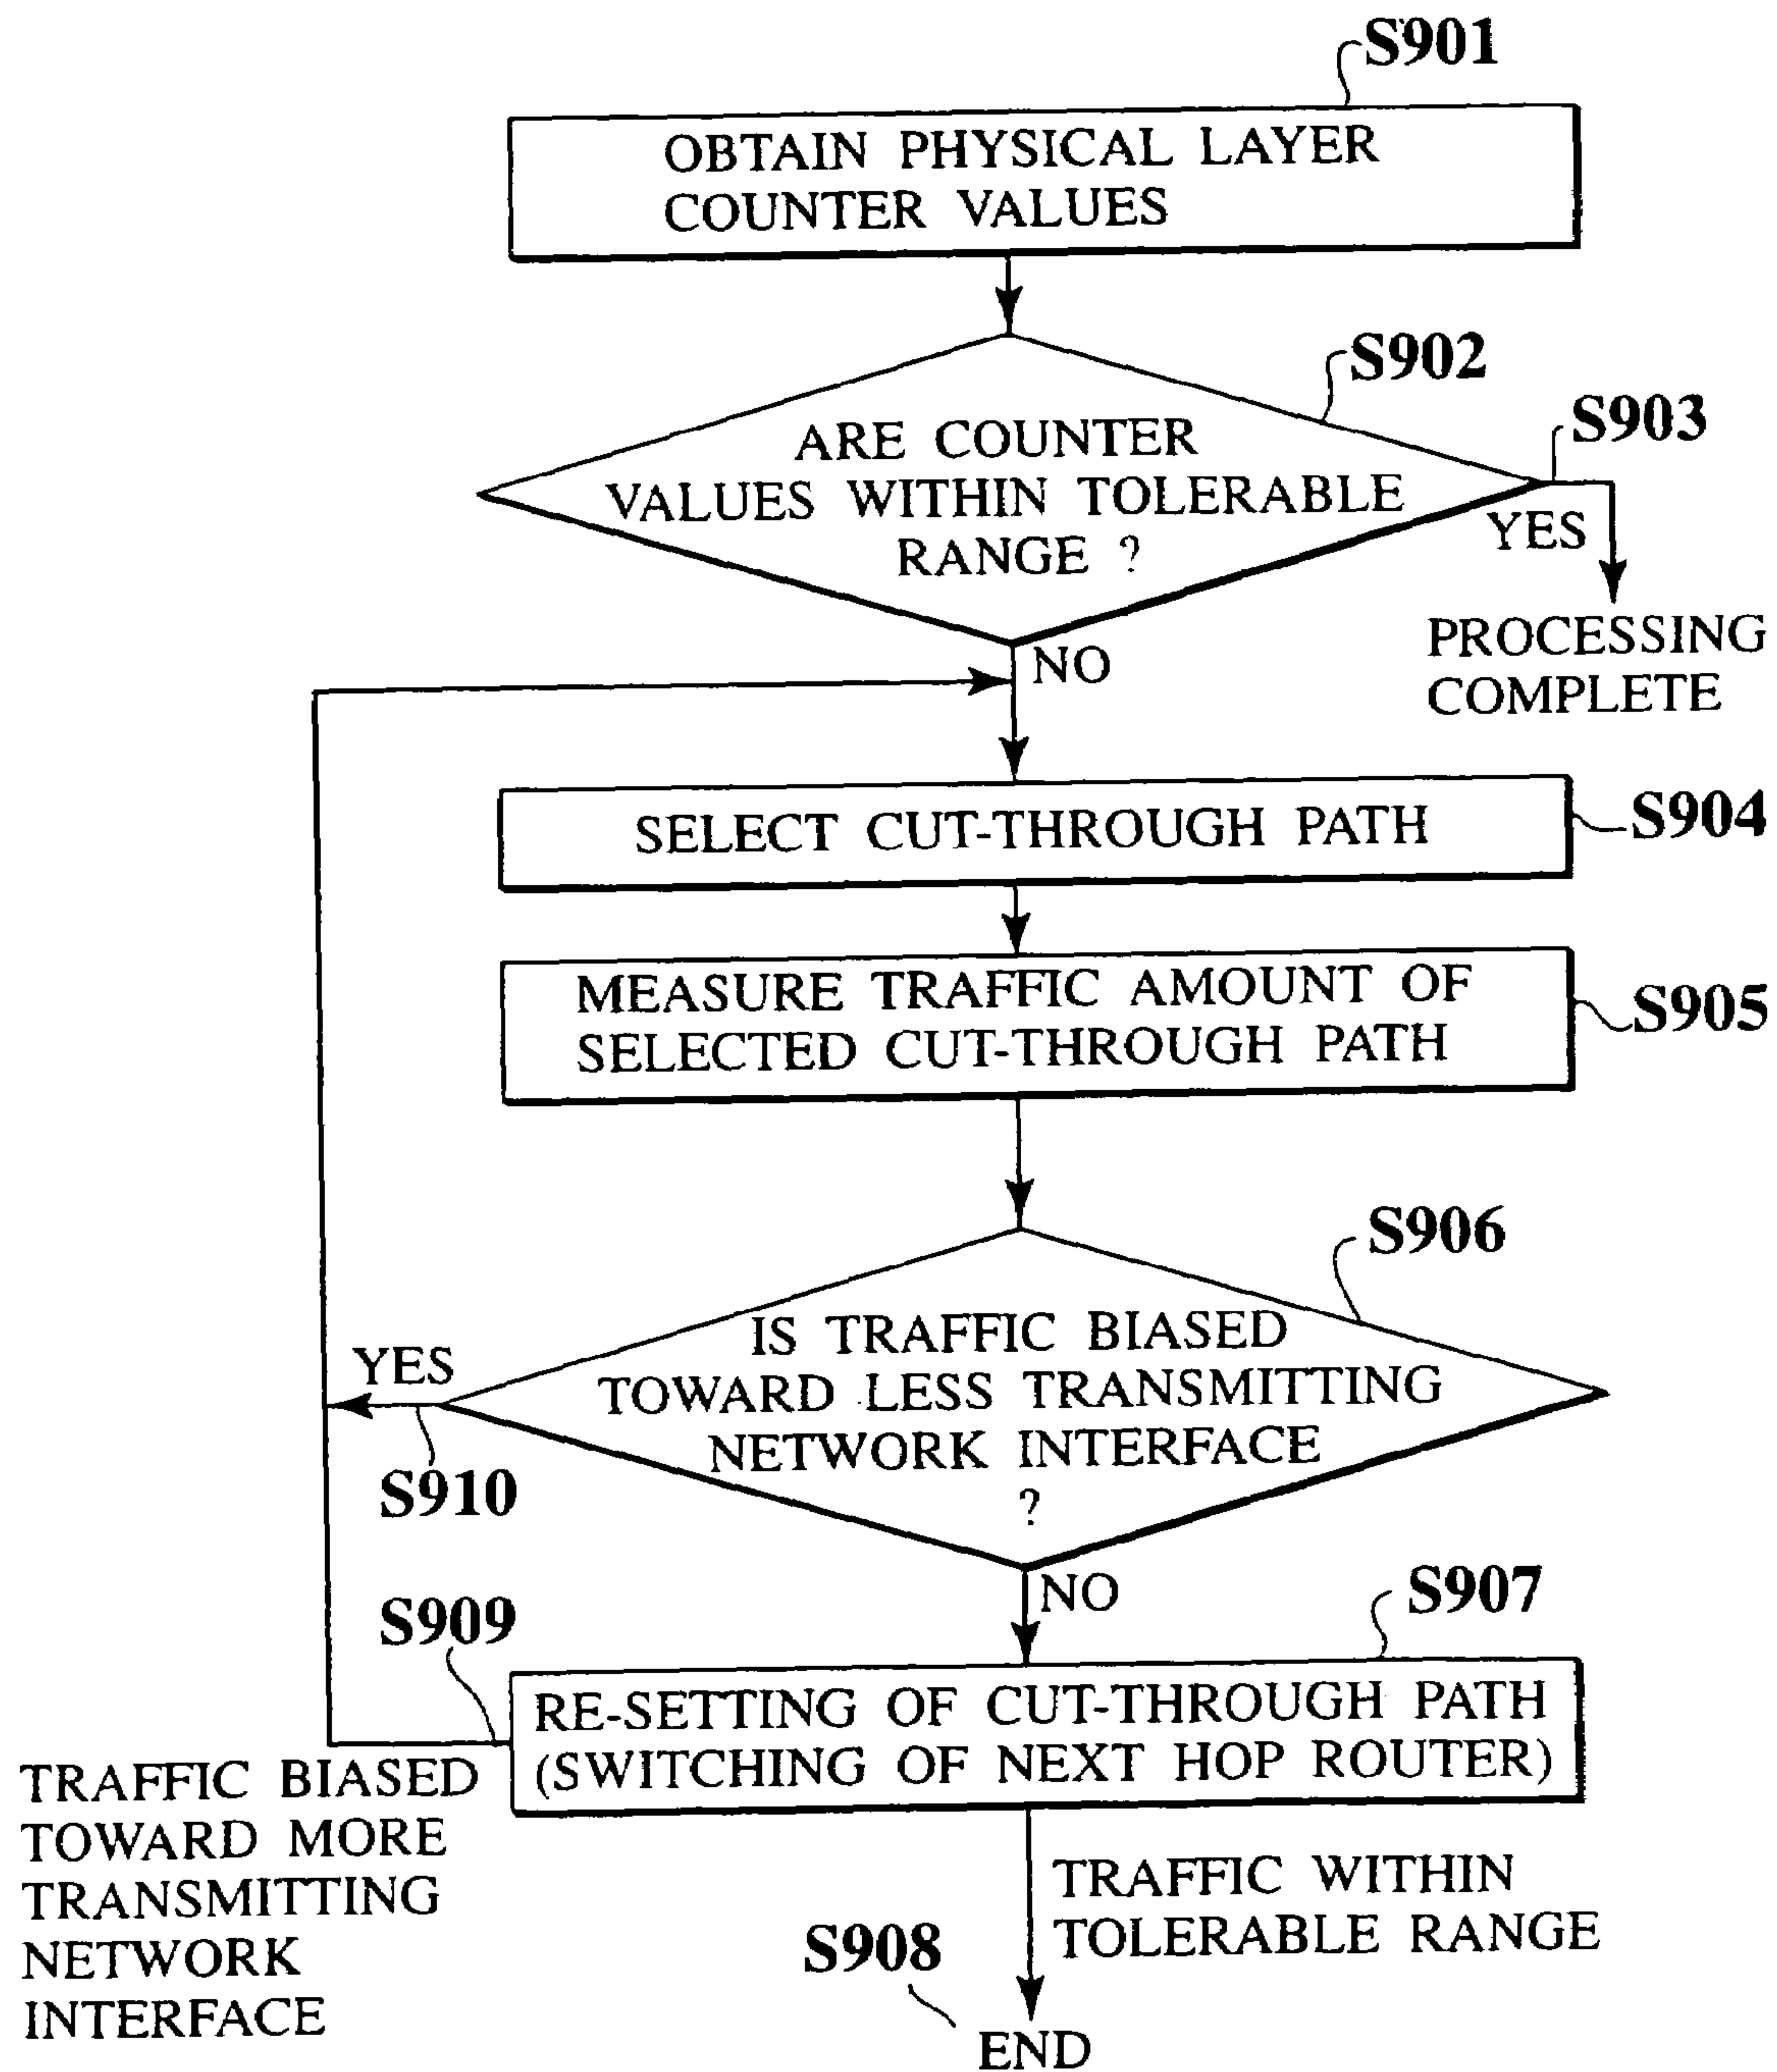 S901
OBTAIN PHYSICAL LAYER
COUNTER VALUES
S902
S903
ARE COUNTER
VALUES WITHIN TOLERABLE
RANGE ?
YES
PROCESSING
COMPLETE
NO
SELECT CUT-THROUGH PATH
S904
MEASURE TRAFFIC AMOUNT OF
SELECTED CUT-THROUGH PATH
S905
S906
IS TRAFFIC BIASED
TOWARD LESS TRANSMITTING
NETWORK INTERFACE
?
YES
S910
NO
S907
S909
RE-SETTING OF CUT-THROUGH PATH
(SWITCHING OF NEXT HOP ROUTER)
TRAFFIC BIASED
TOWARD MORE
TRANSMITTING
NETWORK
INTERFACE
TRAFFIC WITHIN
TOLERABLE RANGE
S908
END